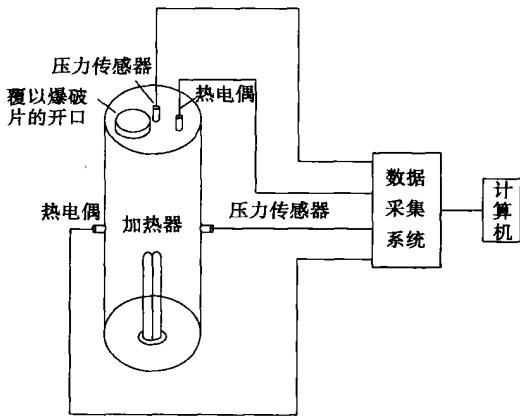 压力传感器
覆以爆破
片的开口
热电偶
热电偶
加热器
压力传感器
数据
采集
系统
计
算
机